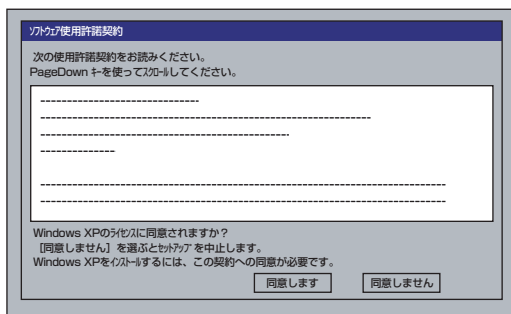 ソフトウェア使用許諾契約
次の使用許諾契約をお読みください。
PageDown キーを使ってスクロールしてください。
Windows XPのライセンスに同意されますか？
［同意しません］を選ぶとセットアップを中止します。
Windows XPをインストールするには、この契約への同意が必要です。
同意します
同意しません